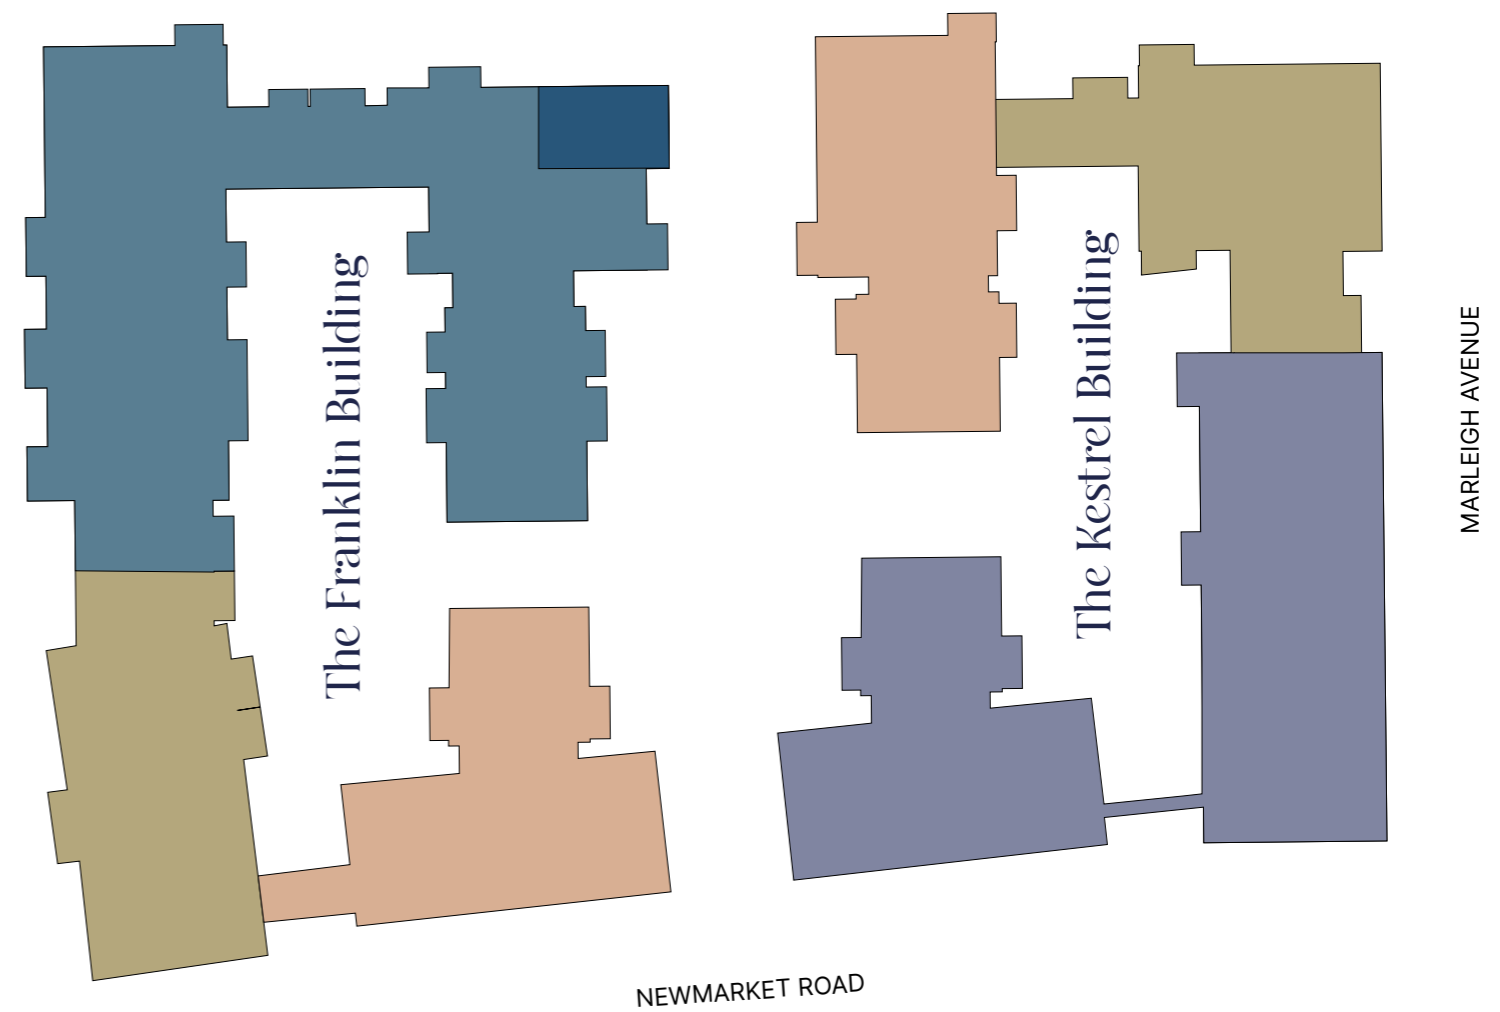 The Franklin Building
The Kestrel Building
MARLEIGH AVENUE
NEWMARKET ROAD